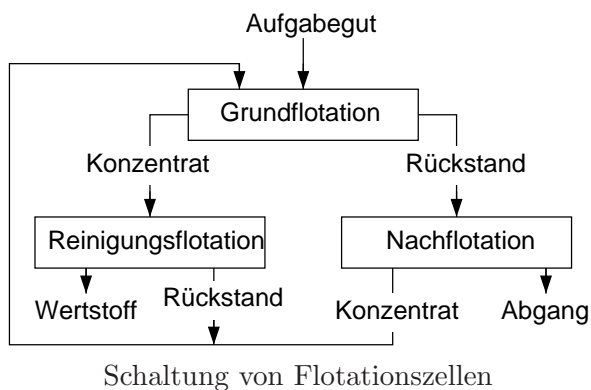 Aufgabegut
Grundflotation
Konzentrat Rückstand
Reinigungsflotation Nachflotation
Wertstoff Rückstand Konzentrat Abgang
Schaltung von Flotationszellen